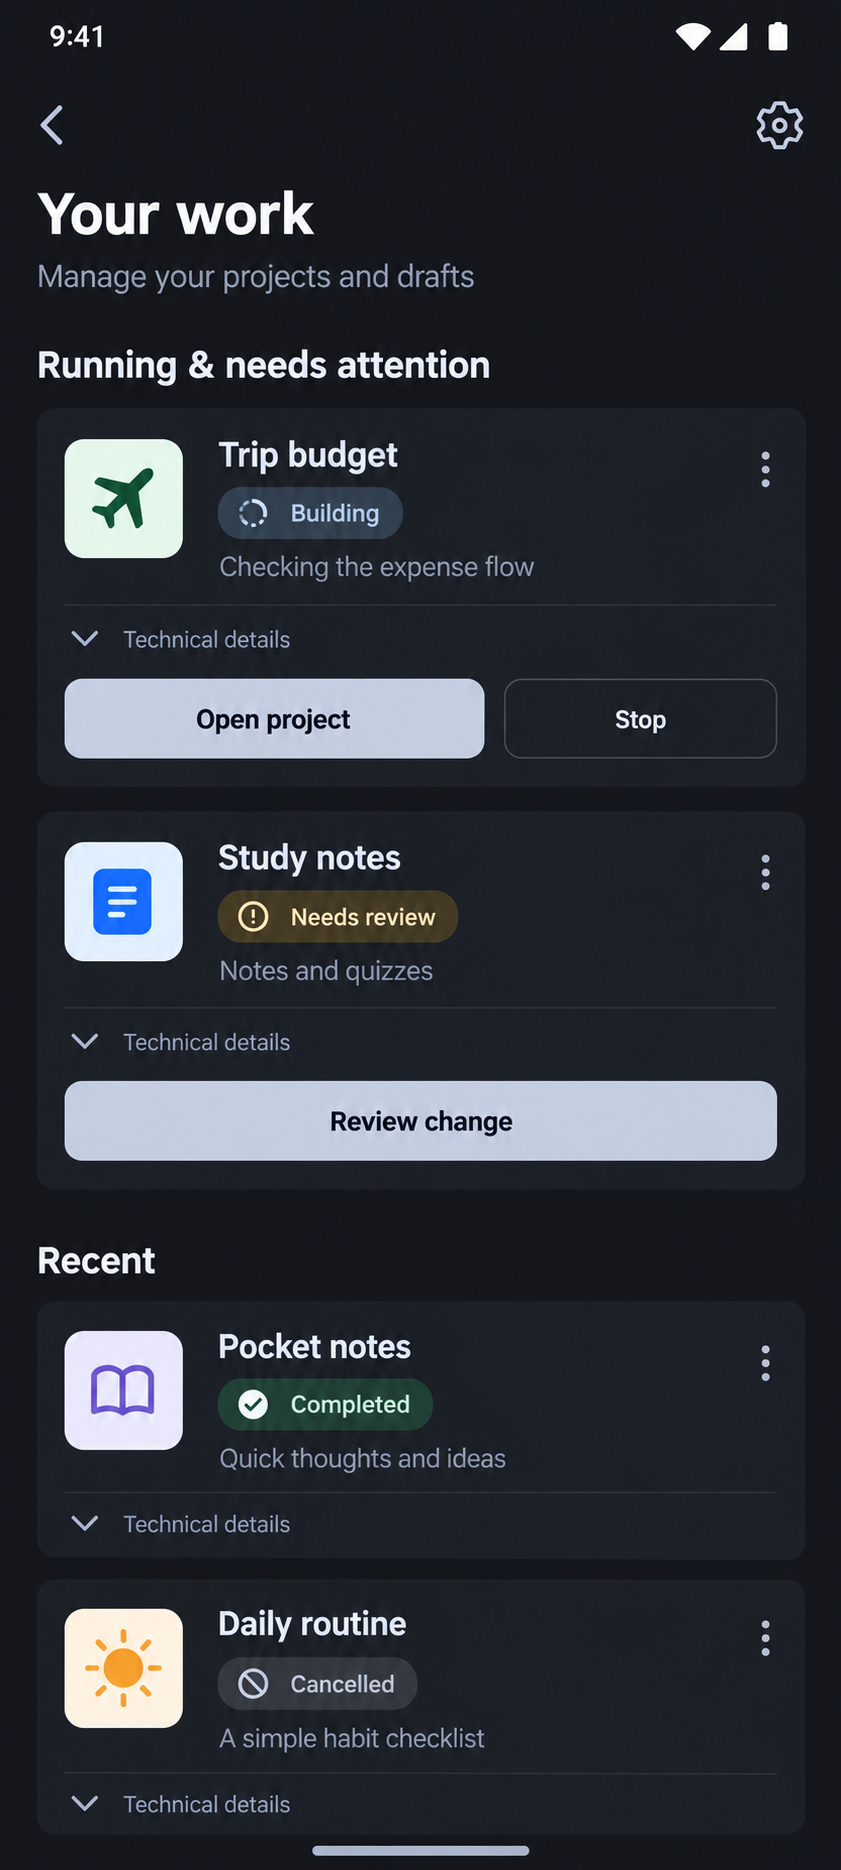 9:41
Your work
Manage your projects and drafts
Running & needs attention
Trip budget
Building
Checking the expense flow
Technical details
Open project
Stop
Study notes
Needs review
Notes and quizzes
Technical details
Review change
Recent
Pocket notes
Completed
Quick thoughts and ideas
Technical details
Daily routine
Cancelled
A simple habit checklist
Technical details